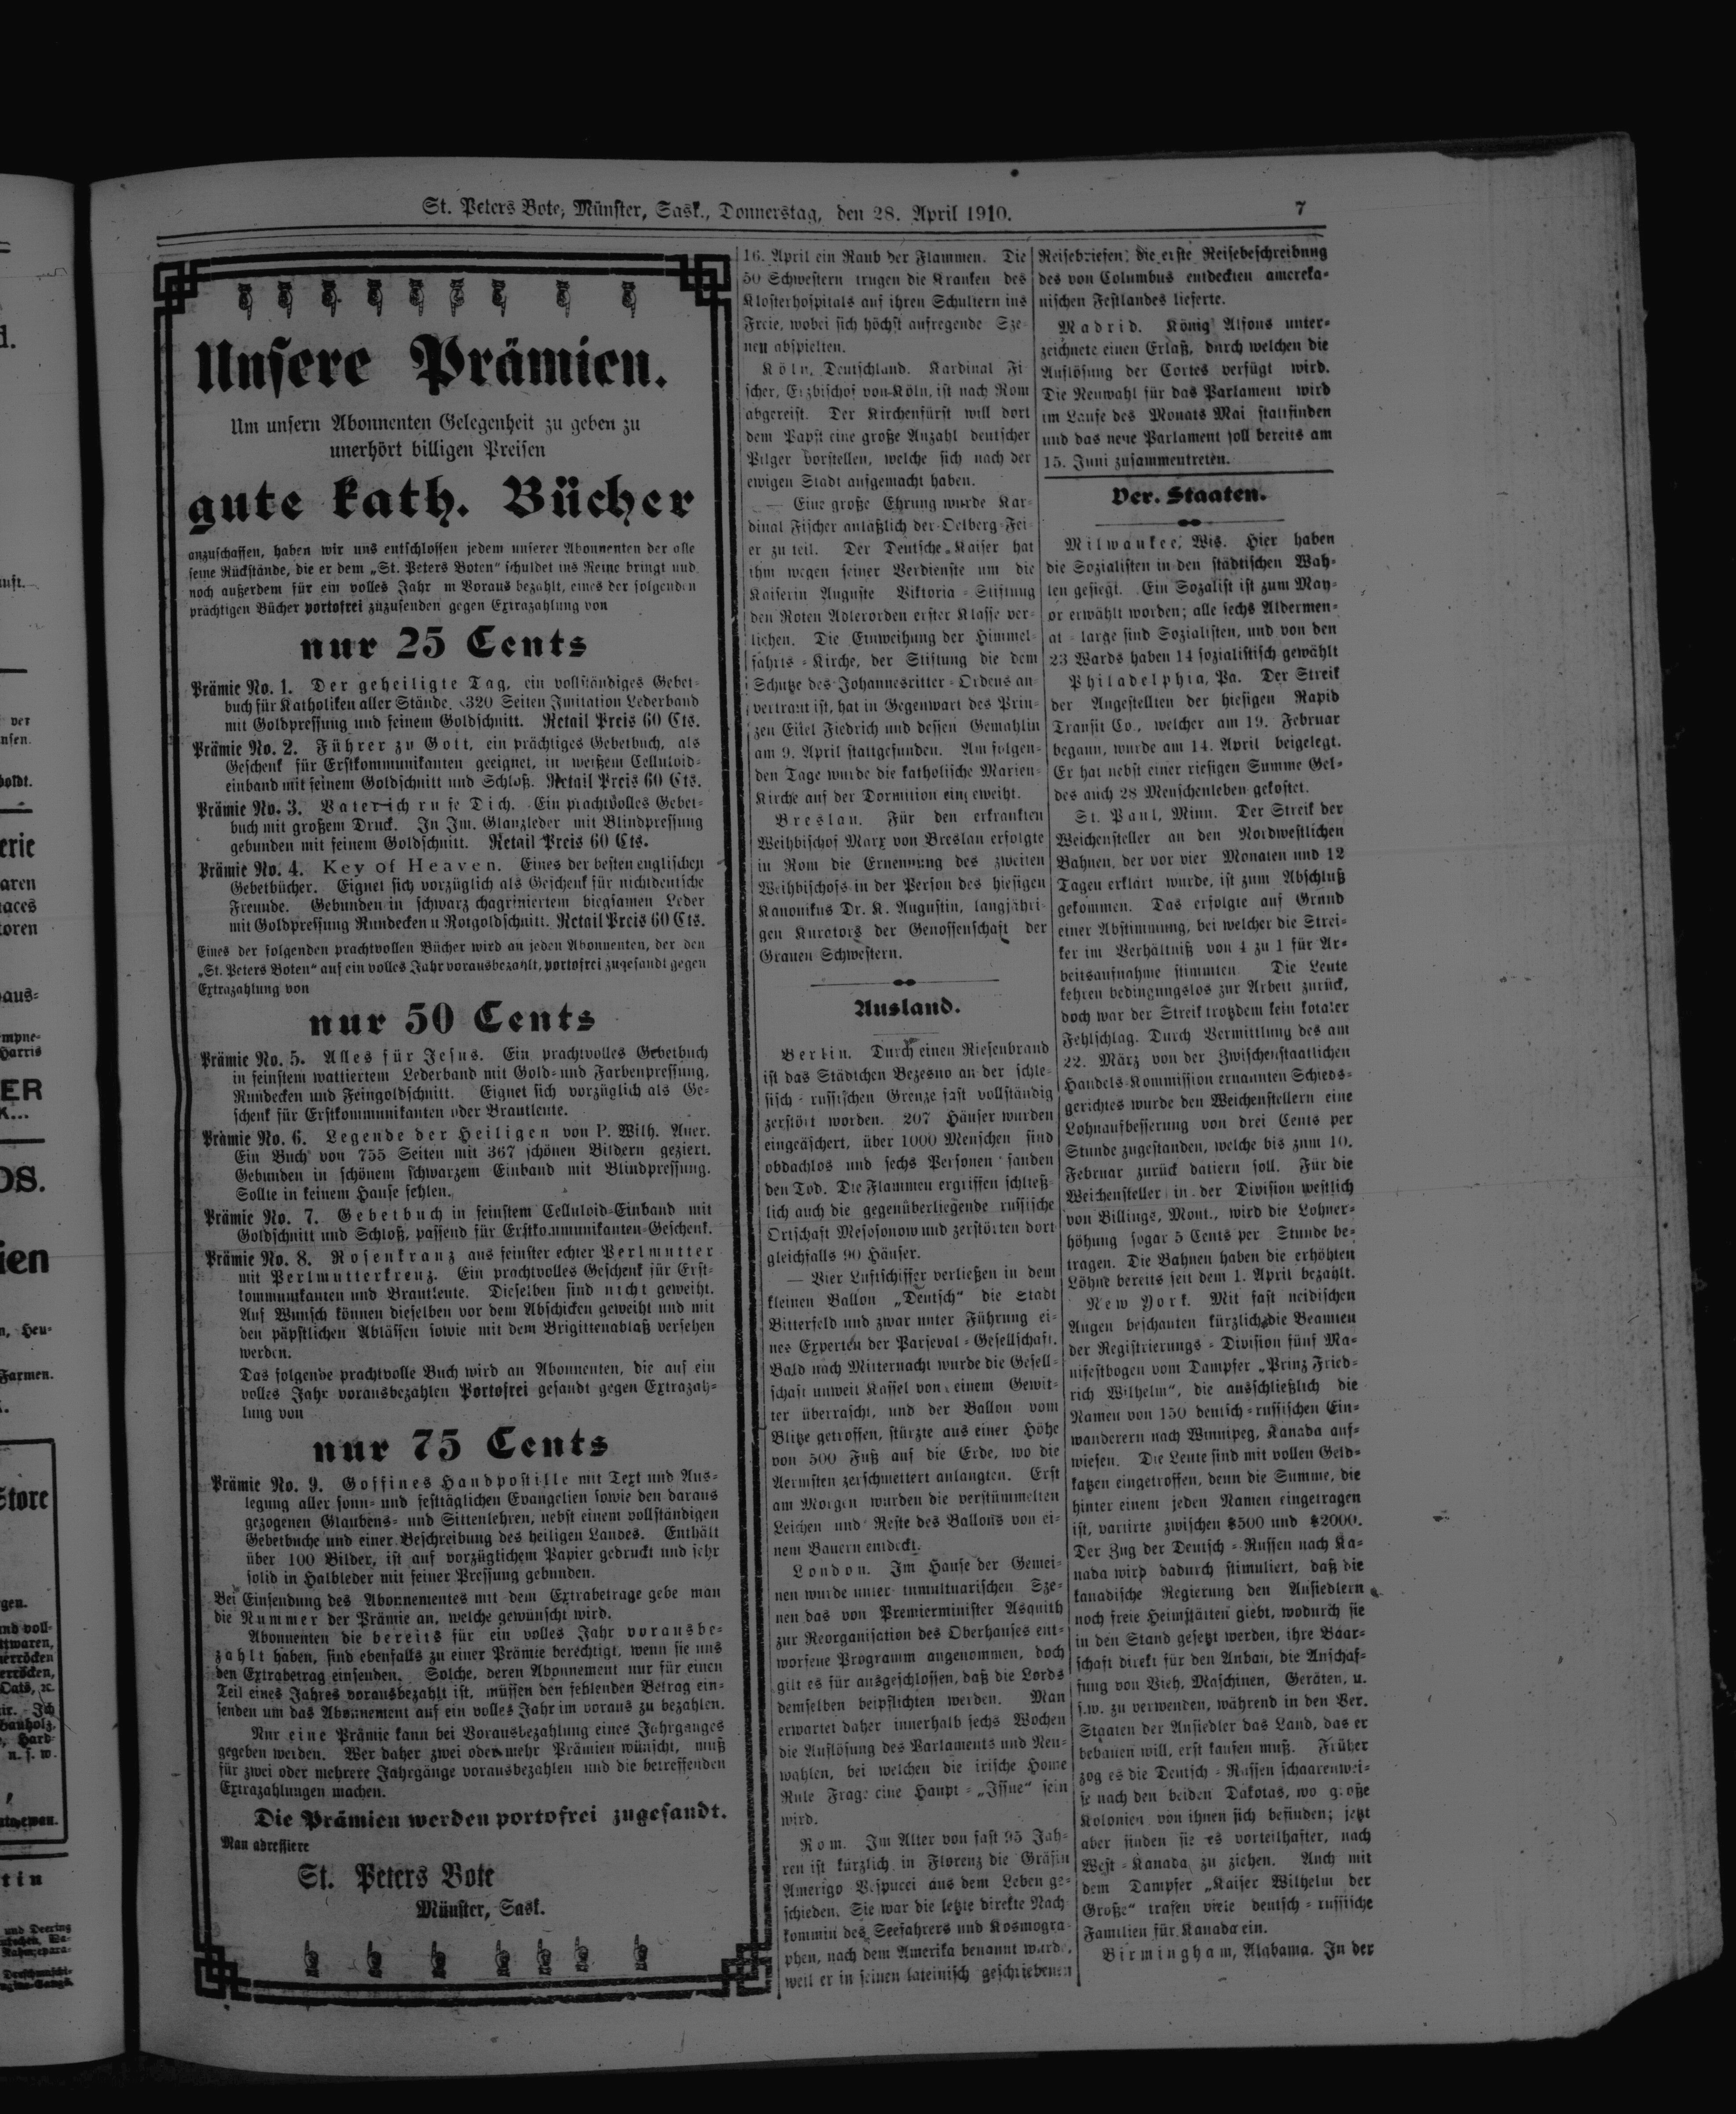 St. Peters Bote, Münster, Sask., Donnerstag, den 28. April 1910.
7
Unsere Prämien.
Um unsern Abonnenten Gelegenheit zu geben zu
unerhört billigen Preisen
gute kath. Bücher
anzuschaffen, haben wir uns entschlossen jedem unserer Abonnenten der alle
seine Rückstände, die er dem „St. Peters Boten" schuldet ins Reine bringt und
noch außerdem für ein volles Jahr m Voraus bezahlt, eines der folgenden
prächtigen Bücher portofrei zuzusenden gegen Extrazahlung von
nur 25 Cents
Prämie No. 1. Der geheiligte Tag, ein vollständiges Gebet-
buch für Katholiken aller Stände. 320 Seiten Imitation Lederband
mit Goldpressung und feinem Goldschnitt. Retail Preis 60 Cts.
Prämie No. 2. Führer zu Gott, ein prächtiges Gebetbuch, als
Geschenk für Erstkommunikanten geeignet, in weißem Celluloid-
einband mit feinem Goldschnitt und Schloß. Retail Preis 60 Cts.
Prämie No. 3. Vater ich rufe Dich. Ein prachtvolles Gebet-
buch mit großem Druck. In Im. Glanzleder mit Blindpressung
gebunden mit feinem Goldschnitt. Retail Preis 60 Cts.
Prämie No. 4. Key of Heaven. Eines der besten englischen
Gebetbücher. Eignet sich vorzüglich als Geschenk für nichtdeutsche
Freunde. Gebunden in schwarz chagriniertem biegsamen Leder
mit Goldpressung Rundecken u Rotgoldschnitt. Retail Preis 60 Cts.
Eines der folgenden prachtvollen Bücher wird an jeden Abonnenten, der den
„St. Peters Boten" auf ein volles Jahr vorausbezahlt, portofrei zugesandt gegen
Extrazahlung von
nur 50 Cents
Prämie No. 5. Alles für Jesus. Ein prachtvolles Gebetbuch
in feinstem wattiertem Lederband mit Gold- und Farbenpressung,
Rundecken und Feingoldschnitt. Eignet sich vorzüglich als Ge-
schenk für Erstkommunikanten oder Brautleute.
Prämie No. 6. Legende der Heiligen von P. Wilh. Auer.
Ein Buch von 755 Seiten mit 367 schönen Bildern geziert.
Gebunden in schönem schwarzem Einband mit Blindpressung.
Sollte in keinem Hause fehlen.
Prämie No. 7. Gebetbuch in feinstem Celluloid-Einband mit
Goldschnitt und Schloß, passend für Erstkommunikanten-Geschenk.
Prämie No. 8. Rosenkranz aus feinster echter Perlmutter
mit Perlmutterkreuz. Ein prachtvolles Geschenk für Erst-
kommunikanten und Brautleute. Dieselben sind nicht geweiht.
Auf Wunsch können dieselben vor dem Abschicken geweiht und mit
den päpstlichen Ablässen sowie mit dem Brigittenablaß versehen
werden.
Das folgende prachtvolle Buch wird an Abonnenten, die auf ein
volles Jahr vorausbezahlen Portofrei gesandt gegen Extrazah-
lung von
nur 75 Cents
Prämie No. 9. Goffines Handpostille mit Text und Aus-
legung aller sonn- und festtäglichen Evangelien sowie den daraus
gezogenen Glaubens- und Sittenlehren, nebst einem vollständigen
Gebetbuche und einer Beschreibung des heiligen Landes. Enthält
über 100 Bilder, ist auf vorzüglichem Papier gedruckt und sehr
solid in Halbleder mit feiner Pressung gebunden.
Bei Einsendung des Abonnementes mit dem Extrabetrage gebe man
die Nummer der Prämie an, welche gewünscht wird.
Abonnenten die bereits für ein volles Jahr vorausbe-
zahlt haben, sind ebenfalls zu einer Prämie berechtigt, wenn sie uns
den Extrabetrag einsenden. Solche, deren Abonnement nur für einen
Teil eines Jahres vorausbezahlt ist, müssen den fehlenden Betrag ein-
senden um das Abonnement auf ein volles Jahr im voraus zu bezahlen.
Nur eine Prämie kann bei Vorausbezahlung eines Jahrganges
gegeben werden. Wer daher zwei oder mehr Prämien wünscht, muß
für zwei oder mehrere Jahrgänge vorausbezahlen und die betreffenden
Extrazahlungen machen.
Die Prämien werden portofrei zugesandt.
Man adressiere
St. Peters Bote
Münster, Sask.
16. April ein Raub der Flammen. Die
50 Schwestern trugen die Kranken des
Klosterhospitals auf ihren Schultern ins
Freie, wobei sich höchst aufregende Sze-
nen abspielten.
Köln, Deutschland. Kardinal Fi
scher, Erzbischof von Köln, ist nach Rom
abgereist. Der Kirchenfürst will dort
dem Papst eine große Anzahl deutscher
Pilger vorstellen, welche sich nach der
ewigen Stadt aufgemacht haben.
— Eine große Ehrung wurde Kar-
dinal Fischer anläßlich der Oelberg-Fei-
er zu teil. Der Deutsche-Kaiser hat
ihm wegen seiner Verdienste um die
Kaiserin Auguste Viktoria-Stiftung
den Roten Adlerorden erster Klasse ver-
liehen. Die Einweihung der Himmel-
fahrts-Kirche, der Stiftung die dem
Schutze des Johannesritter-Ordens an-
vertraut ist, hat in Gegenwart des Prin-
zen Eitel Fiedrich und dessen Gemahlin
am 9. April stattgefunden. Am folgen-
den Tage wurde die katholische Marien-
Kirche auf der Dormition eingeweiht.
Breslau. Für den erkrankten
Weihbischof Marx von Breslau erfolgte
in Rom die Ernennung des zweiten
Weihbischofs in der Person des hiesigen
Kanonikus Dr. K. Augustin, langjähri-
gen Kurators der Genossenschaft der
Grauen Schwestern.
Ausland.
Berlin. Durch einen Riesenbrand
ist das Städtchen Bezesno an der schle-
sisch-russischen Grenze fast vollständig
zerstört worden. 207 Häuser wurden
eingeäschert, über 1000 Menschen sind
obdachlos und sechs Personen fanden
den Tod. Die Flammen ergriffen schließ-
lich auch die gegenüberliegende russische
Ortschaft Mesosonow und zerstörten dort
gleichfalls 90 Häuser.
— Vier Luftschiffer verließen in dem
kleinen Ballon „Deutsch" die Stadt
Bitterfeld und zwar unter Führung ei-
nes Experten der Parseval-Gesellschaft.
Bald nach Mitternacht wurde die Gesell-
schaft unweit Kassel von einem Gewit-
ter überrascht, und der Ballon vom
Blitze getroffen, stürzte aus einer Höhe
von 500 Fuß auf die Erde, wo die
Aermsten zerschmettert anlangten. Erst
am Morgen wurden die verstümmelten
Leichen und Reste des Ballons von ei-
nem Bauern entdeckt.
London. Im Hause der Gemei-
nen wurde unter tumultuarischen Sze-
nen das von Premierminister Asquith
zur Reorganisation des Oberhauses ent-
worfene Programm angenommen, doch
gilt es für ausgeschlossen, daß die Lords
demselben beipflichten werden. Man
erwartet daher innerhalb sechs Wochen
die Auflösung des Parlaments und Neu-
wahlen, bei welchen die irische Home
Rule Frage eine Haupt-„Issue" sein
wird.
Rom. Im Alter von fast 95 Jah-
ren ist kürzlich in Florenz die Gräfin
Amerigo Vespucci aus dem Leben ge-
schieden. Sie war die letzte direkte Nach
kommin des Seefahrers und Kosmogra-
phen, nach dem Amerika benannt wurde,
weil er in seinen lateinisch geschriebenen
Reisebriefen, die erste Reisebeschreibung
des von Columbus entdeckten amereka-
nischen Festlandes lieferte.
Madrid. König Alfons unter-
zeichnete einen Erlaß, durch welchen die
Auflösung der Cortes verfügt wird.
Die Neuwahl für das Parlament wird
im Laufe des Monats Mai stattfinden
und das neue Parlament soll bereits am
15. Juni zusammentreten.
Ver. Staaten.
Milwaukee, Wis. Hier haben
die Sozialisten in den städtischen Wah-
len gesiegt. Ein Sozalist ist zum May-
or erwählt worden; alle sechs Aldermen-
at-large sind Sozialisten, und von den
23 Wards haben 14 sozialistisch gewählt
Philadelphia, Pa. Der Streik
der Angestellten der hiesigen Rapid
Transit Co., welcher am 19. Februar
begann, wurde am 14. April beigelegt.
Er hat nebst einer riesigen Summe Gel-
des auch 28 Menschenleben gekostet.
St. Paul, Minn. Der Streik der
Weichensteller an den Nordwestlichen
Bahnen, der vor vier Monaten und 12
Tagen erklärt wurde, ist zum Abschluß
gekommen. Das erfolgte auf Grund
einer Abstimmung, bei welcher die Strei-
ker im Verhältniß von 4 zu 1 für Ar-
beitsaufnahme stimmten. Die Leute
kehren bedingungslos zur Arbeit zurück,
doch war der Streik trotzdem kein totaler
Fehlschlag. Durch Vermittlung des am
22. März von der Zwischenstaatlichen
Handels-Kommission ernannten Schieds-
gerichtes wurde den Weichenstellern eine
Lohnaufbesserung von drei Cents per
Stunde zugestanden, welche bis zum 10.
Februar zurück datiern soll. Für die
Weichensteller in der Division westlich
von Billings, Mont., wird die Lohner-
höhung sogar 5 Cents per Stunde be-
tragen. Die Bahnen haben die erhöhten
Löhne bereits seit dem 1. April bezahlt.
New York. Mit fast neidischen
Augen beschauten kürzlich die Beamten
der Registrierungs-Division fünf Ma-
nifestbogen vom Dampfer „Prinz Fried-
rich Wilhelm", die ausschließlich die
Namen von 150 deutsch-russischen Ein-
wanderern nach Winnipeg, Kanada auf-
wiesen. Die Leute sind mit vollen Geld-
katzen eingetroffen, denn die Summe, die
hinter einem jeden Namen eingetragen
ist, variirte zwischen $500 und $2000.
Der Zug der Deutsch-Russen nach Ka-
nada wird dadurch stimuliert, daß die
kanadische Regierung den Ansiedlern
noch freie Heimstätten giebt, wodurch sie
in den Stand gesetzt werden, ihre Baar-
schaft direkt für den Anbau, die Anschaf-
fung von Vieh, Maschinen, Geräten, u.
s.w. zu verwenden, während in den Ver.
Staaten der Ansiedler das Land, das er
bebauen will, erst kaufen muß. Früher
zog es die Deutsch-Russen schaarenwei-
se nach den beiden Dakotas, wo große
Kolonien von ihnen sich befinden; jetzt
aber finden sie es vorteilhafter, nach
West-Kanada zu ziehen. Auch mit
dem Dampfer „Kaiser Wilhelm der
Große" trafen viele deutsch-russische
Familien für Kanada ein.
Birmingham, Alabama. In der